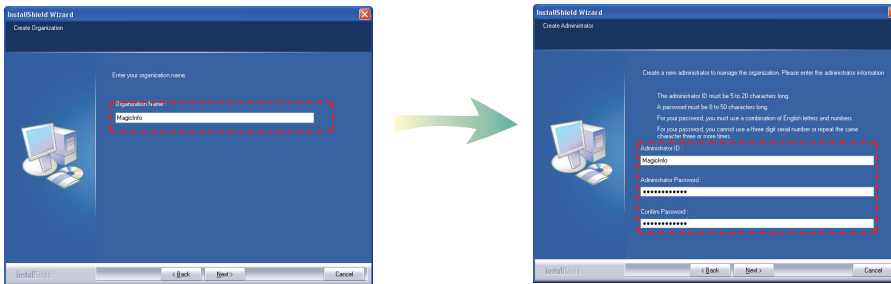 InstallShield Wizard
Create Organization
Enter your organization name.
Organization Name :
MagicInfo
InstallShield
< Back
Next >
Cancel
InstallShield Wizard
Create Administrator
Create a new administrator to manage the organization. Please enter the administrator information
The administrator ID must be 5 to 20 characters long.
A password must be 8 to 50 characters long.
For your password, you must use a combination of English letters and numbers.
For your password, you cannot use a three digit serial number or repeat the same
character three or more times.
Administrator ID :
MagicInfo
Administrator Password :
••••••••••••
Confirm Password :
••••••••••••
InstallShield
< Back
Next >
Cancel